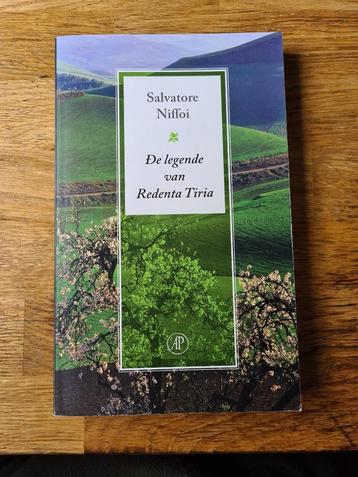 Salvatore
Niffoi
De legende
van
Redenta Tiria
AP